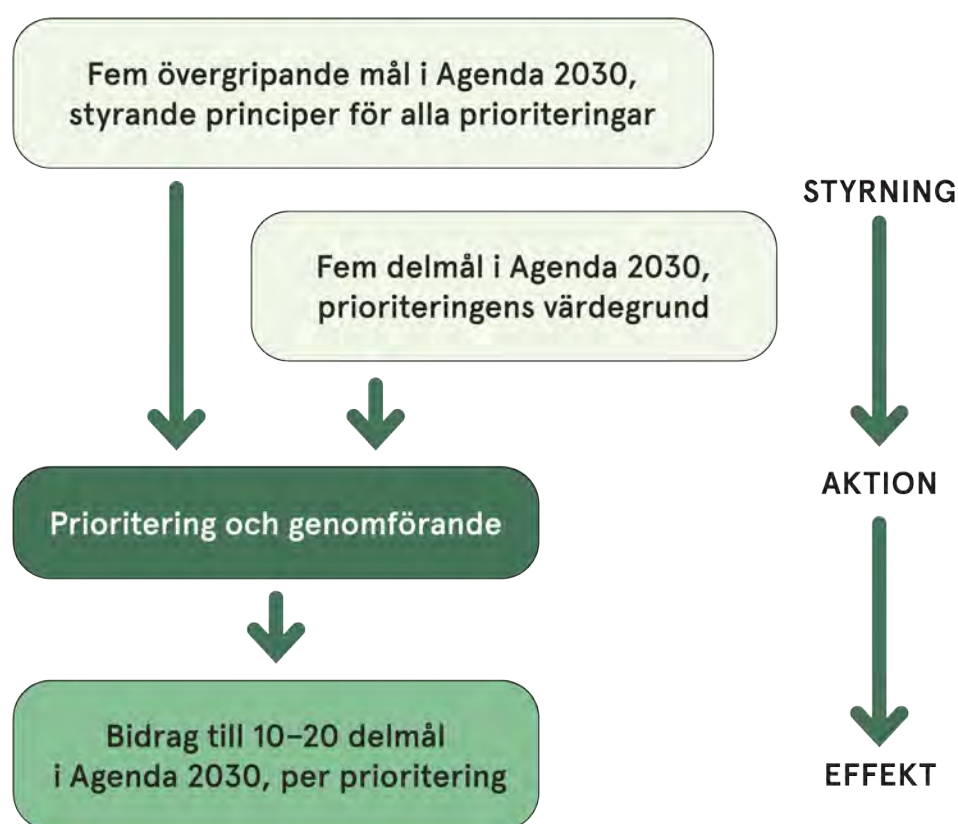 Fem övergripande mål i Agenda 2030,
styrande principer för alla prioriteringar
STYRNING
Fem delmål i Agenda 2030,
prioriteringens värdegrund
AKTION
Prioritering och genomförande
Bidrag till 10–20 delmål
i Agenda 2030, per prioritering
EFFEKT